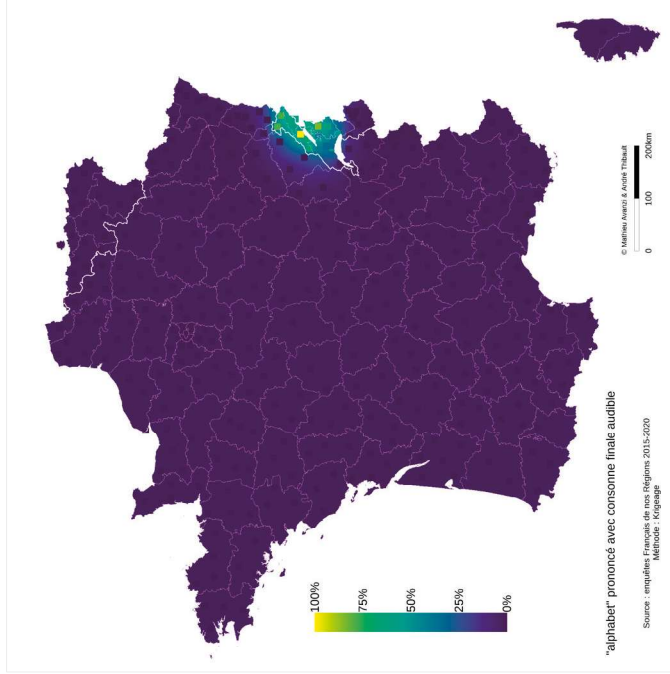 © Mathieu Avanzi & André Thibault
0 100 200km
100%
75%
50%
25%
0%
"alphabet" prononcé avec consonne finale audible
Source : enquêtes Français de nos Régions 2015-2020
Méthode : Krigeage